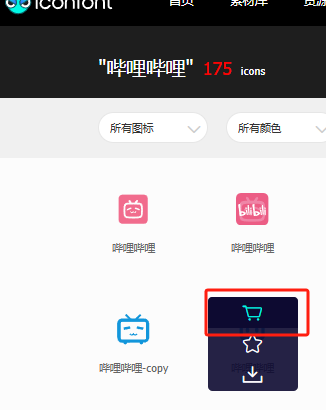 iconfont
首页
素材库
资源
"哔哩哔哩" 175 icons
所有图标
所有颜色
bilibili
哔哩哔哩
哔哩哔哩
哔哩哔哩-copy